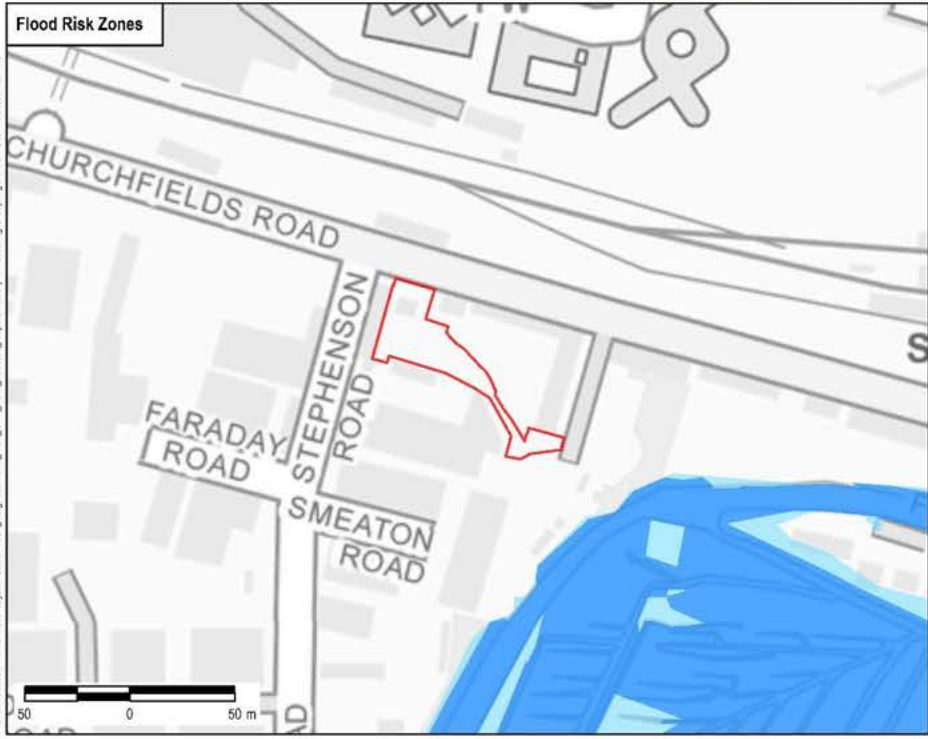 Flood Risk Zones
CHURCHFIELDS ROAD
STEPHENSON
ROAD
FARADAY
ROAD
SMEATON
ROAD
S
50 0 50 m